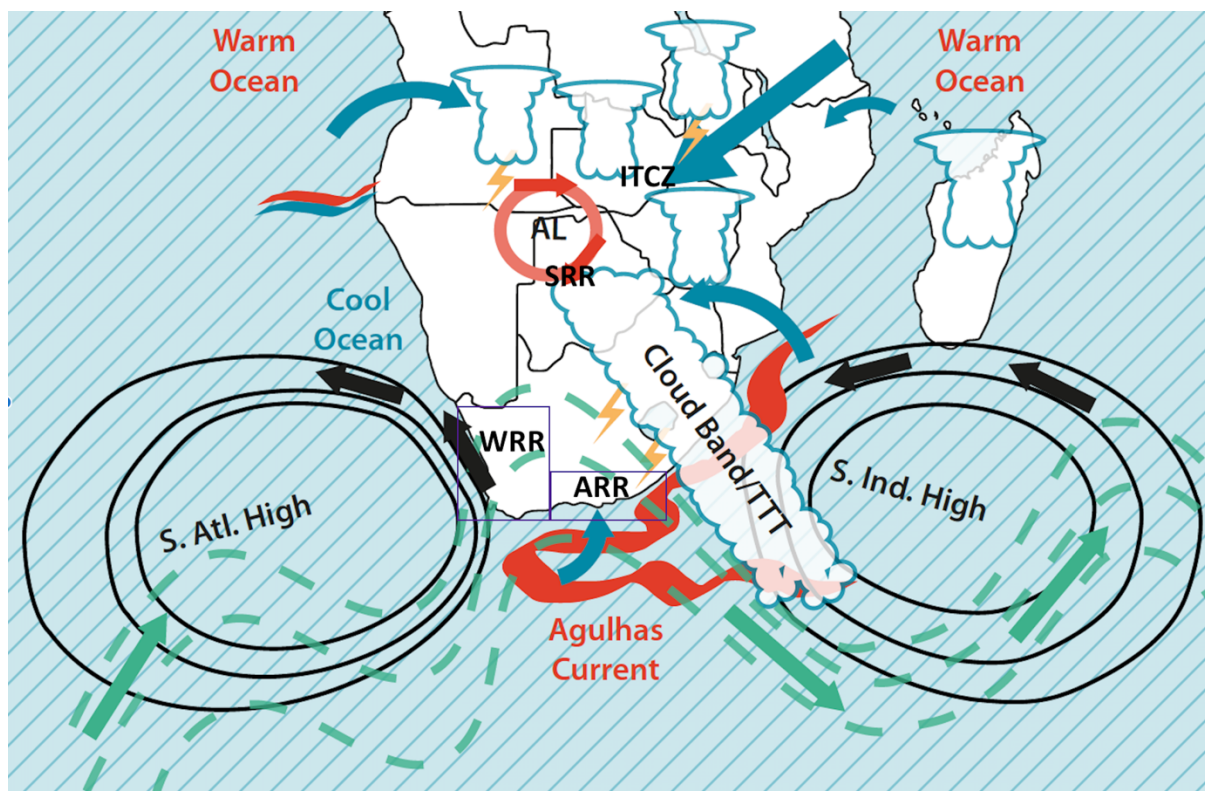 Warm
Ocean
Warm
Ocean
ITCZ
AL
SRR
Cool
Ocean
Cloud Band/TTT
WRR
ARR
S. Atl. High
S. Ind. High
Agulhas
Current